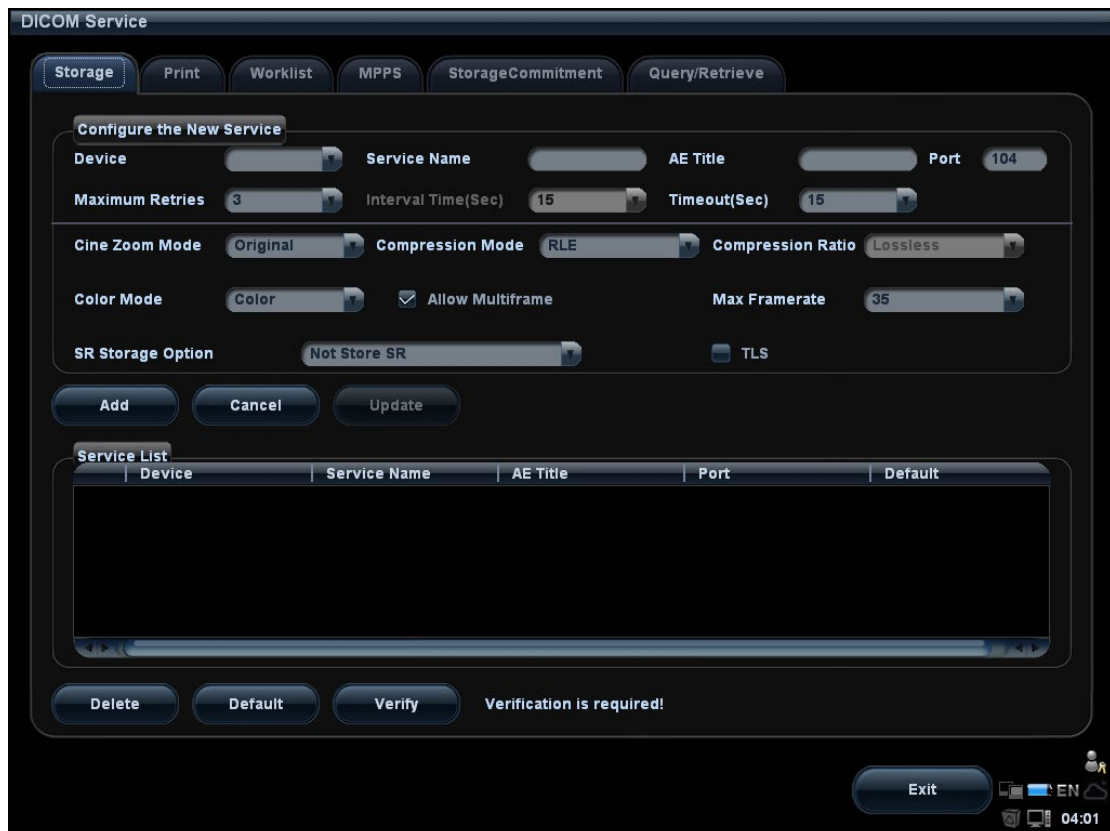 DICOM Service
Storage Print Worklist MPPS StorageCommitment Query/Retrieve
Configure the New Service
Device Service Name AE Title Port 104
Maximum Retries 3 Interval Time(Sec) 15 Timeout(Sec) 15
Cine Zoom Mode Original Compression Mode RLE Compression Ratio Lossless
Color Mode Color Allow Multiframe Max Framerate 35
SR Storage Option Not Store SR TLS
Add Cancel Update
Service List
Device Service Name AE Title Port Default
Delete Default Verify Verification is required!
Exit EN
04:01